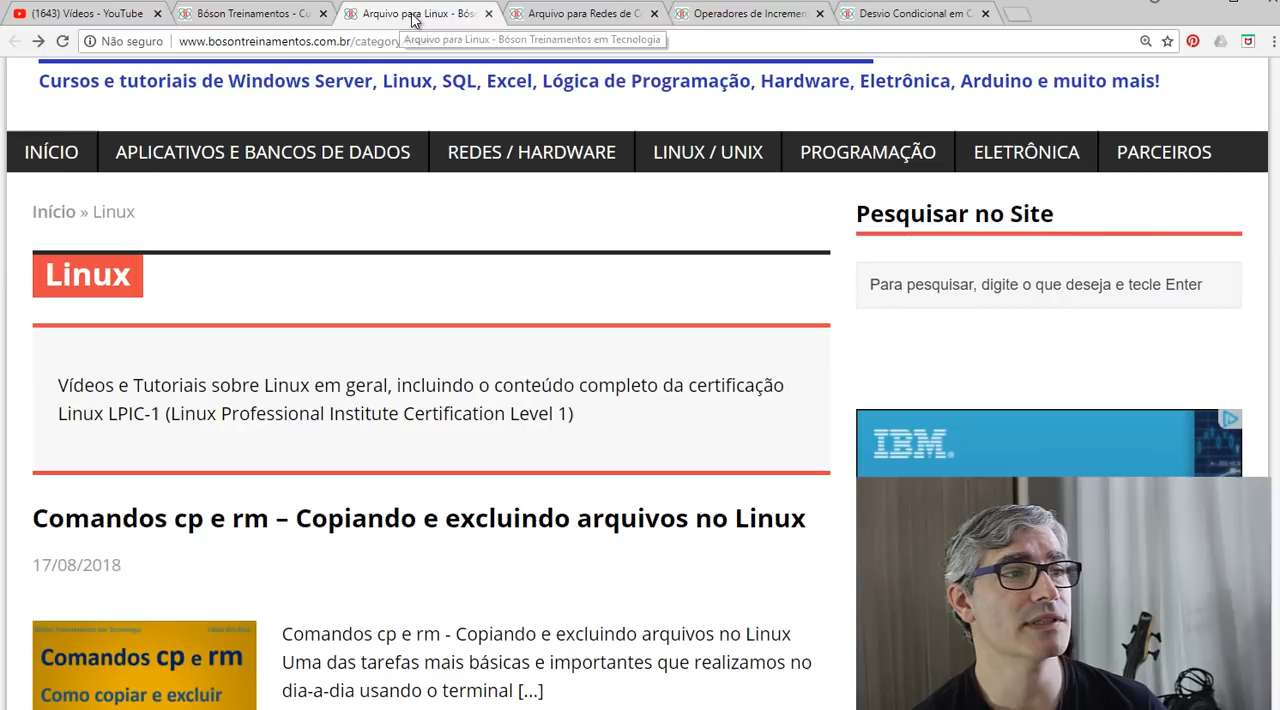 (1643) Vídeos - YouTube
Bóson Treinamentos - Cu
Arquivo para Linux - Bós
Arquivo para Redes de C
Operadores de Incremen
Desvio Condicional em C
Não seguro
www.bosontreinamentos.com.br/category
Arquivo para Linux - Bóson Treinamentos em Tecnologia
Cursos e tutoriais de Windows Server, Linux, SQL, Excel, Lógica de Programação, Hardware, Eletrônica, Arduino e muito mais!
INÍCIO
APLICATIVOS E BANCOS DE DADOS
REDES / HARDWARE
LINUX / UNIX
PROGRAMAÇÃO
ELETRÔNICA
PARCEIROS
Início » Linux
Pesquisar no Site
Linux
Para pesquisar, digite o que deseja e tecle Enter
Vídeos e Tutoriais sobre Linux em geral, incluindo o conteúdo completo da certificação
Linux LPIC-1 (Linux Professional Institute Certification Level 1)
IBM
Comandos cp e rm – Copiando e excluindo arquivos no Linux
17/08/2018
Comandos cp e rm
Como copiar e excluir
Comandos cp e rm - Copiando e excluindo arquivos no Linux
Uma das tarefas mais básicas e importantes que realizamos no
dia-a-dia usando o terminal [...]